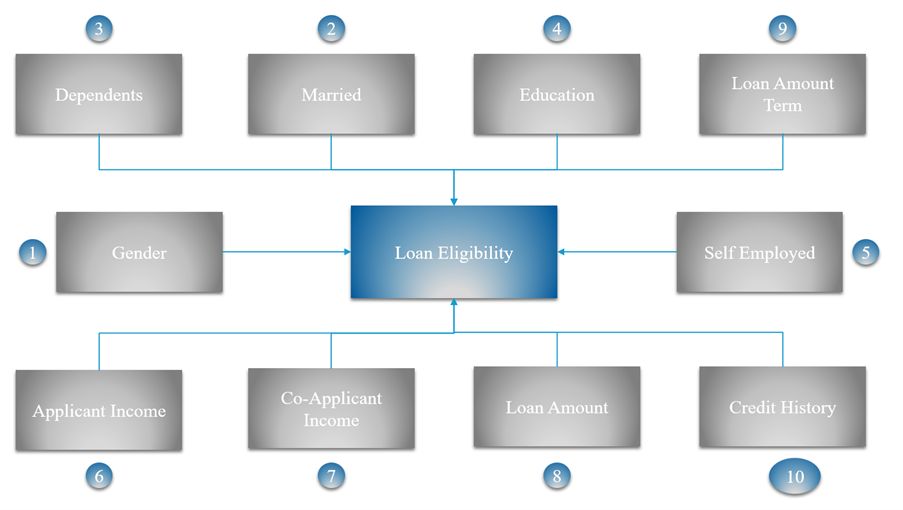 3
2
4
9
Dependents
Married
Education
Loan Amount
Term
1
Gender
Loan Eligibility
Self Employed
5
Applicant Income
Co-Applicant
Income
Loan Amount
Credit History
6
7
8
10